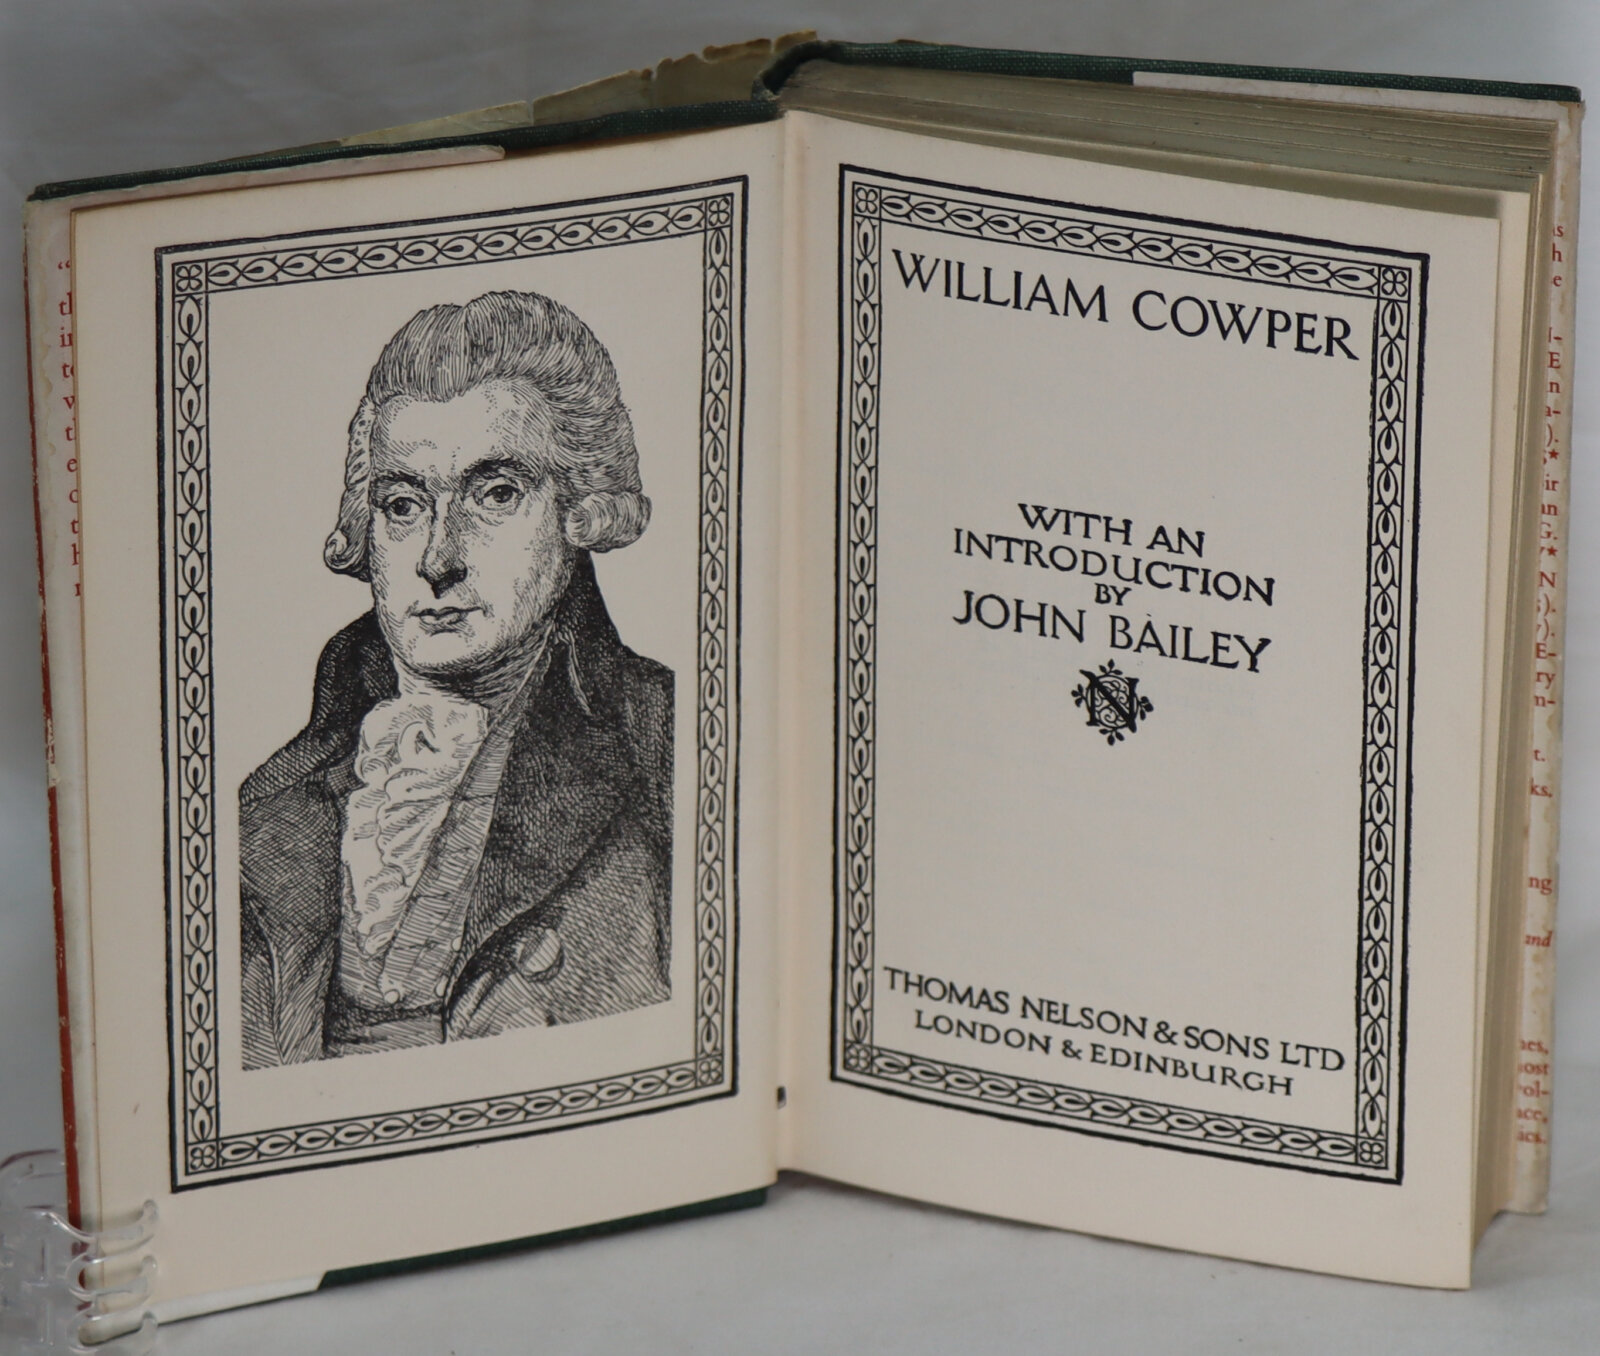 WILLIAM COWPER
WITH AN
INTRODUCTION
BY
JOHN BAILEY
N
THOMAS NELSON & SONS LTD
LONDON & EDINBURGH